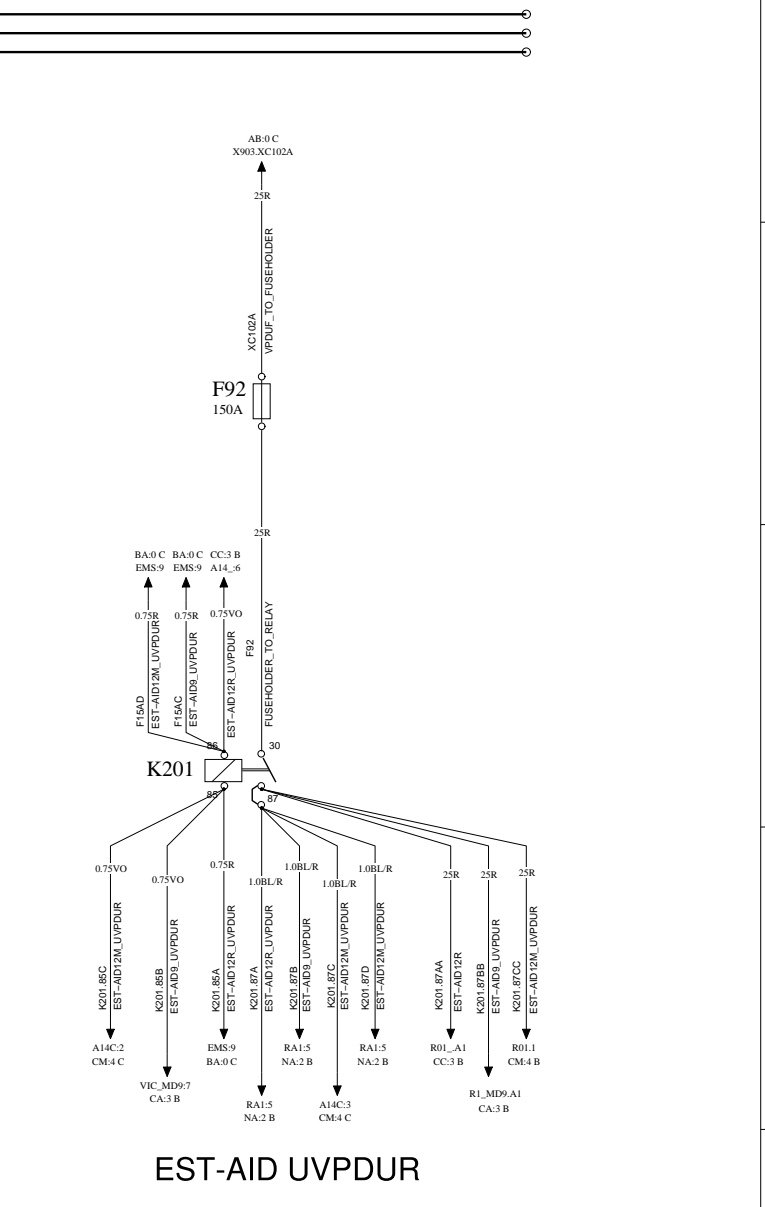 AB:0 C
X903.XC102A
25R
XC102A
VPDUF_TO_FUSEHOLDER
F92
150A
25R
BA:0 C
EMS:9
BA:0 C
EMS:9
CC:3 B
A14_:6
0.75R
0.75R
0.75VO
F15AD
EST-AID12M_UVPDUR
F15AC
EST-AID9_UVPDUR
EST-AID12R_UVPDUR
F92
FUSEHOLDER_TO_RELAY
86
30
K201
85
87
0.75VO
0.75VO
0.75R
1.0BL/R
1.0BL/R
1.0BL/R
1.0BL/R
25R
25R
25R
K201.85C
EST-AID12M_UVPDUR
K201.85B
EST-AID9_UVPDUR
K201.85A
EST-AID12R_UVPDUR
K201.87A
EST-AID12R_UVPDUR
K201.87B
EST-AID9_UVPDUR
K201.87C
EST-AID12M_UVPDUR
K201.87D
EST-AID12M_UVPDUR
K201.87AA
EST-AID12R
K201.87BB
EST-AID9_UVPDUR
K201.87CC
EST-AID12M_UVPDUR
A14C:2
CM:4 C
VIC_MD9:7
CA:3 B
EMS:9
BA:0 C
RA1:5
NA:2 B
RA1:5
NA:2 B
A14C:3
CM:4 C
RA1:5
NA:2 B
R01_.A1
CC:3 B
R1_MD9.A1
CA:3 B
R01.1
CM:4 B
EST-AID UVPDUR